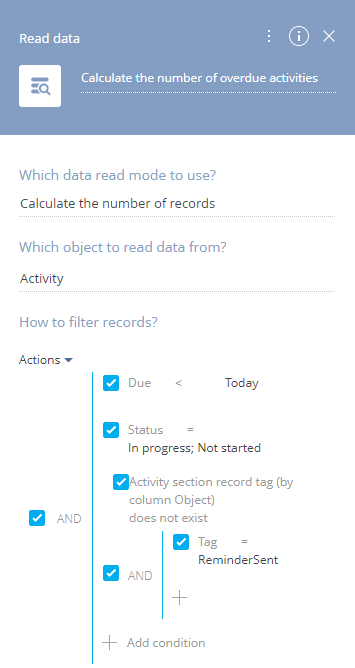 Read data
Calculate the number of overdue activities
Which data read mode to use?
Calculate the number of records
Which object to read data from?
Activity
How to filter records?
Actions
Due < Today
Status =
In progress; Not started
Activity section record tag (by
column Object)
does not exist
AND
Tag =
ReminderSent
AND
Add condition